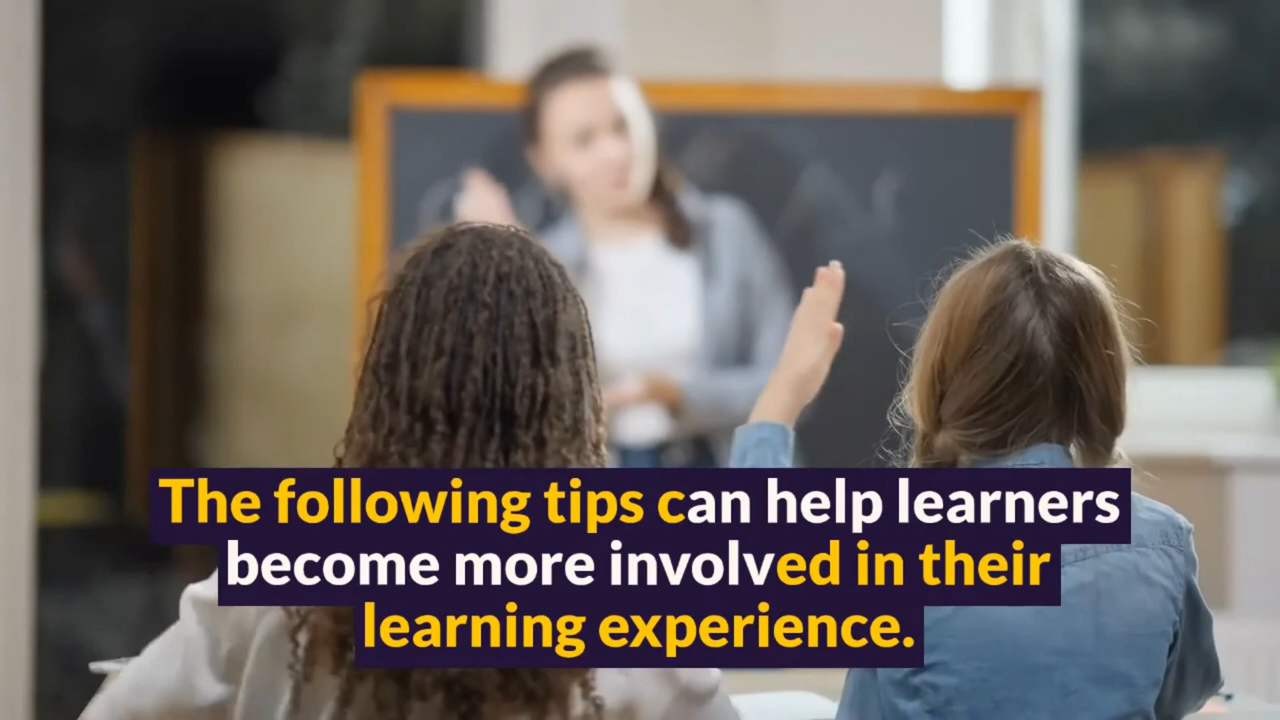 The following tips can help learners
become more involved in their
learning experience.